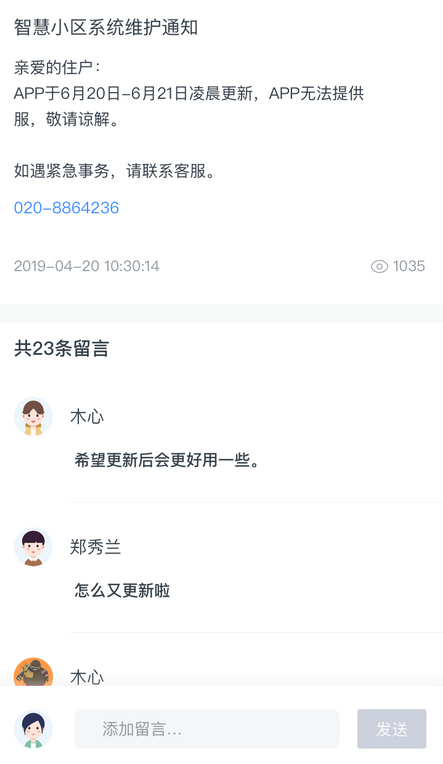 智慧小区系统维护通知
亲爱的住户：
APP于6月20日-6月21日凌晨更新，APP无法提供
服，敬请谅解。
如遇紧急事务，请联系客服。
020-8864236
2019-04-20 10:30:14
1035
共23条留言
木心
希望更新后会更好用一些。
郑秀兰
怎么又更新啦
木心
添加留言...
发送